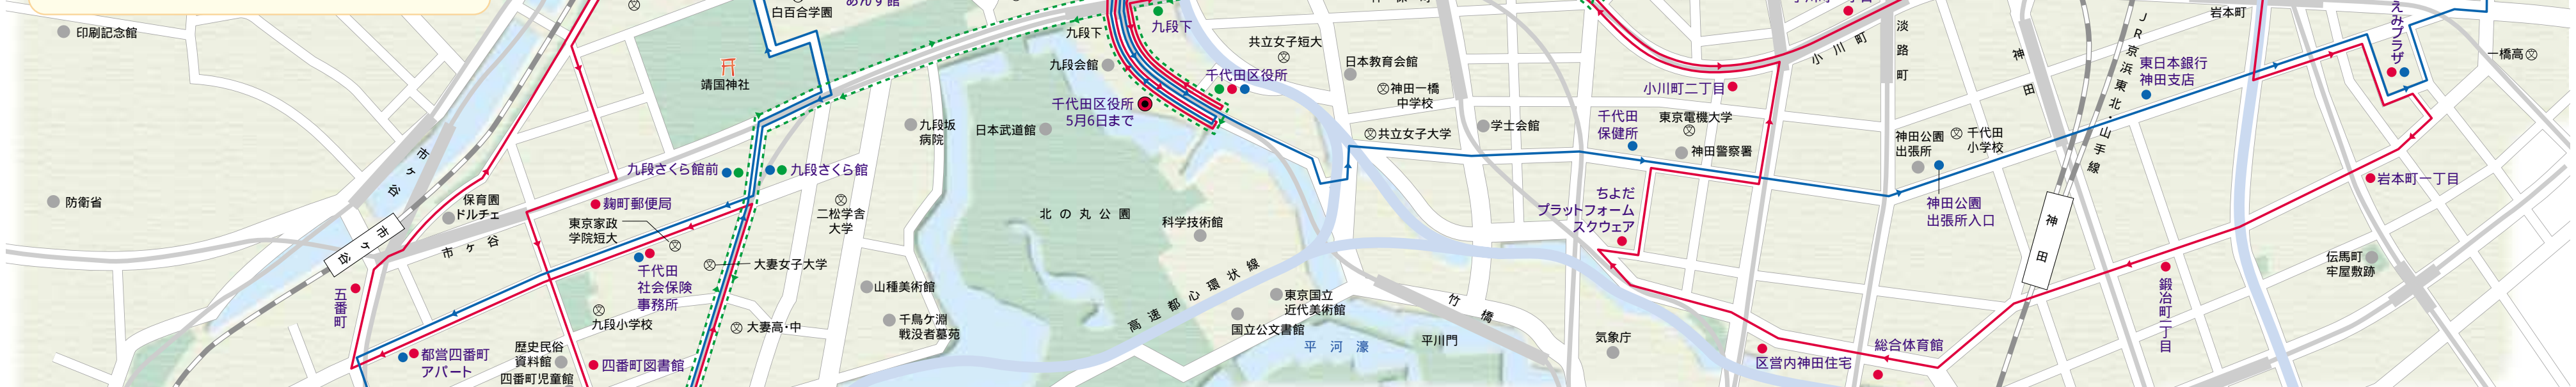 白百合学園
あんず館
印刷記念館
靖国神社
九段下
九段下
九段会館
千代田区役所
千代田区役所
5月6日まで
共立女子短大
日本教育会館
神田一橋
中学校
共立女子大学
学士会館
小川町二丁目
小川町
淡路町
千代田
保健所
東京電機大学
神田警察署
神田
岩本町
JR京浜東北・山手線
東日本銀行
神田支店
えみプラザ
一橋高
神田公園
出張所
千代田
小学校
神田公園
出張所入口
岩本町一丁目
九段坂
病院
日本武道館
九段さくら館前
九段さくら館
市ヶ谷
防衛省
保育園
ドルチェ
麹町郵便局
東京家政
学院短大
二松学舎
大学
北の丸公園
科学技術館
ちよだ
プラットフォーム
スクウェア
神田
市ヶ谷
市ヶ谷
千代田
社会保険
事務所
大妻女子大学
山種美術館
高速都心環状線
東京国立
近代美術館
国立公文書館
竹橋
伝馬町
牢屋敷跡
鍛冶町一丁目
五番町
九段小学校
大妻高・中
千鳥ケ淵
戦没者墓苑
平河濠
平川門
気象庁
区営内神田住宅
総合体育館
都営四番町
アパート
歴史民俗
資料館
四番町児童館
四番町図書館